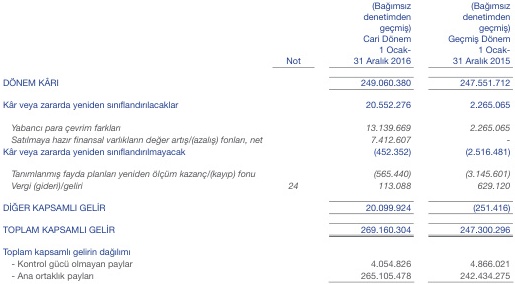 (Bağımsız (Bağımsız
denetimden denetimden
geçmiş) geçmiş)
Cari Dönem Geçmiş Dönem
1 Ocak- 1 Ocak-
Not 31 Aralık 2016 31 Aralık 2015
DÖNEM KÂRI 249.060.380 247.551.712
Kâr veya zararda yeniden sınıflandırılacaklar 20.552.276 2.265.065
Yabancı para çevrim farkları 13.139.669 2.265.065
Satılmaya hazır finansal varlıkların değer artış/(azalış) fonları, net 7.412.607 -
Kâr veya zararda yeniden sınıflandırılmayacak (452.352) (2.516.481)
Tanımlanmış fayda planları yeniden ölçüm kazanç/(kayıp) fonu (565.440) (3.145.601)
Vergi (gideri)/geliri 24 113.088 629.120
DİĞER KAPSAMLI GELİR 20.099.924 (251.416)
TOPLAM KAPSAMLI GELİR 269.160.304 247.300.296
Toplam kapsamlı gelirin dağılımı
- Kontrol gücü olmayan paylar 4.054.826 4.866.021
- Ana ortaklık payları 265.105.478 242.434.275